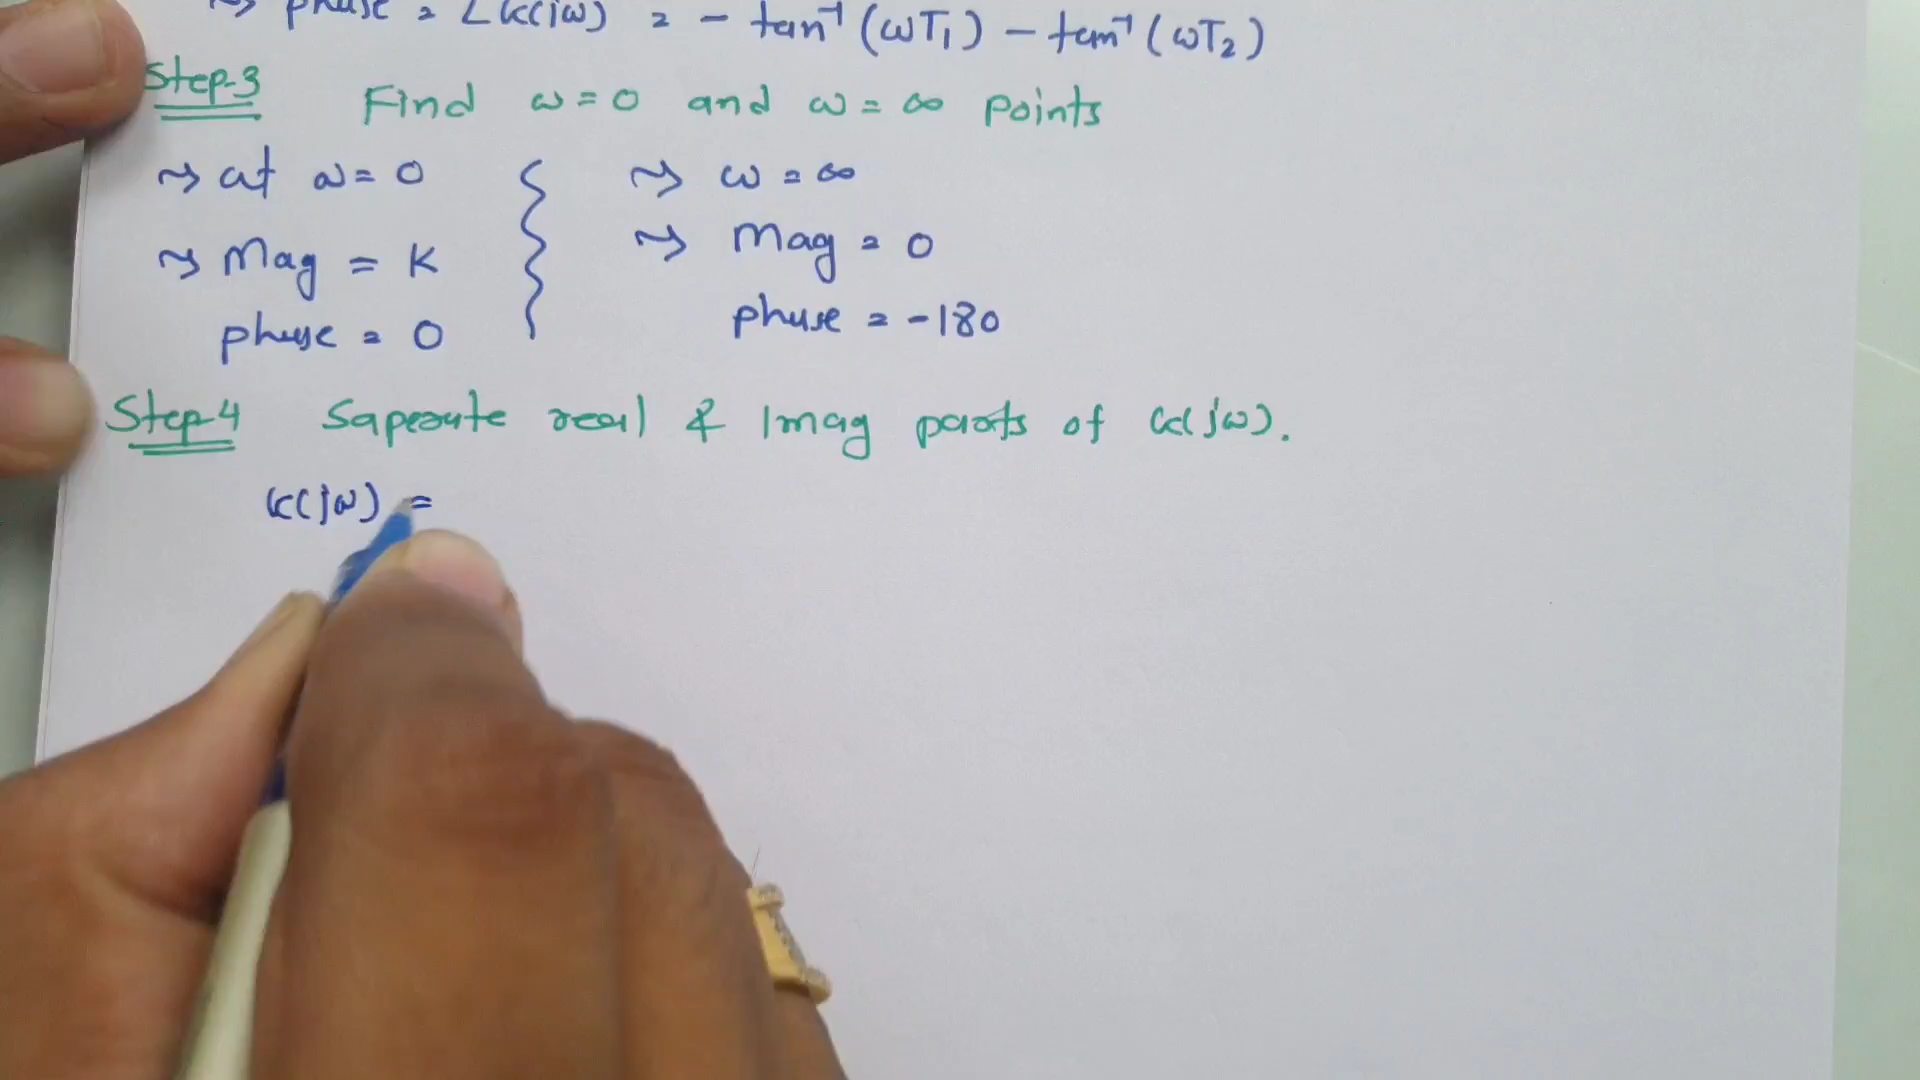 ⇝ phase = ∠G(jω) = - tan⁻¹ (ωT₁) - tan⁻¹ (ωT₂)
Step-3 Find ω = 0 and ω = ∞ points
⇝ at ω = 0
⇝ Mag = K
phase = 0
⇝ ω = ∞
⇝ Mag = 0
phase = -180
Step-4 Saperate real & Imag parts of G(jω).
G(jω) =